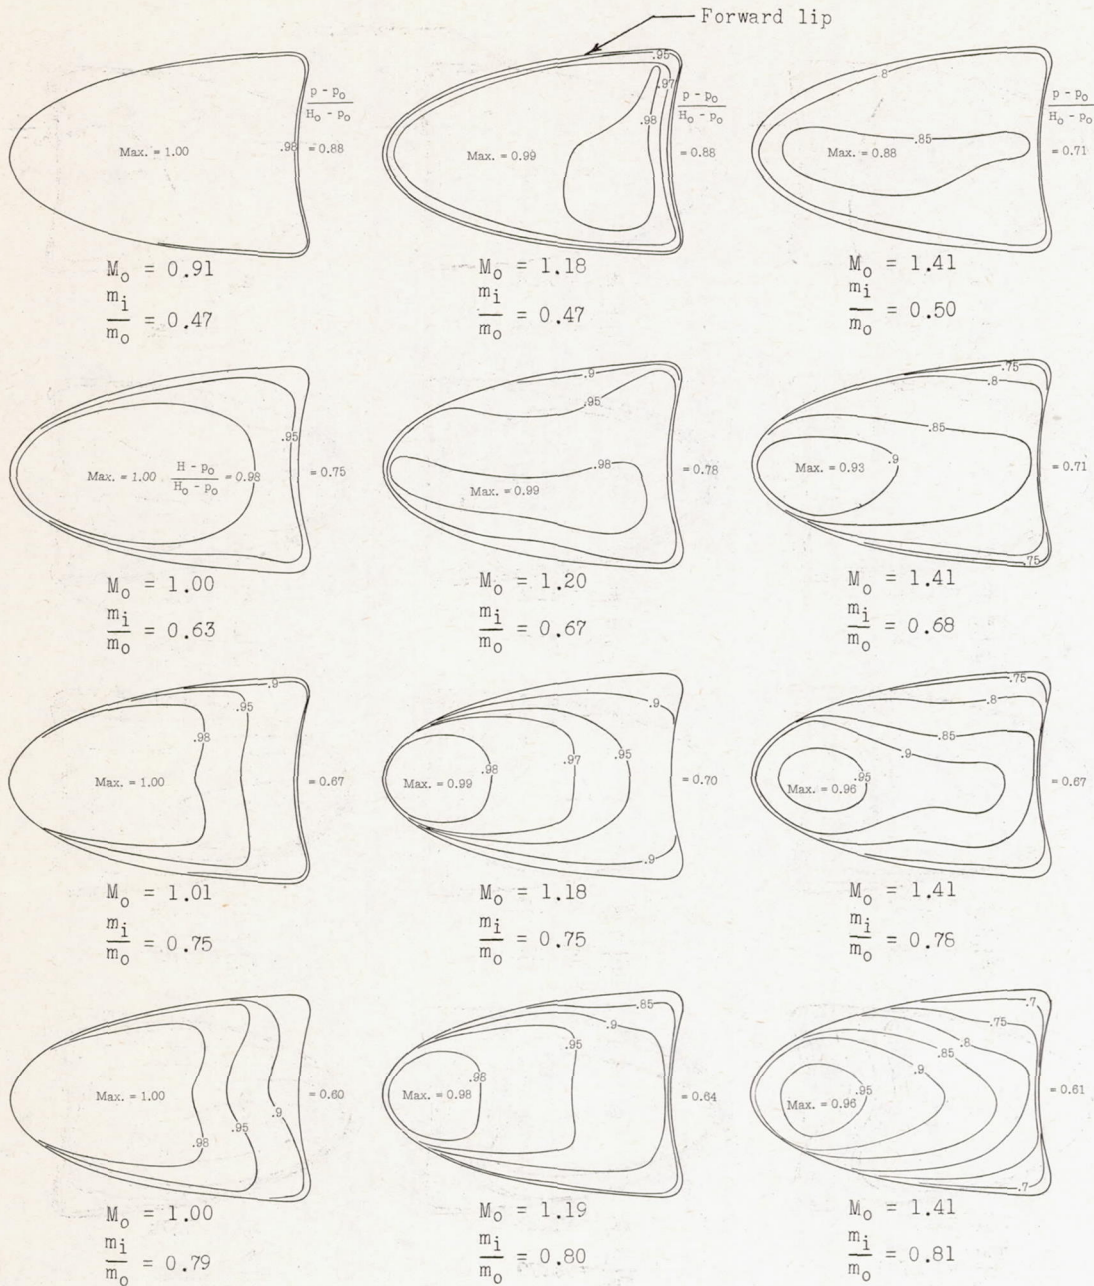 Forward lip
Max. = 1.00
.98
p - p₀
H₀ - p₀
= 0.88
M₀ = 0.91
mᵢ
m₀ = 0.47
.95
.97
.98
Max. = 0.99
p - p₀
H₀ - p₀
= 0.88
M₀ = 1.18
mᵢ
m₀ = 0.47
.8
.85
Max. = 0.88
p - p₀
H₀ - p₀
= 0.71
M₀ = 1.41
mᵢ
m₀ = 0.50
.95
Max. = 1.00
H - p₀
H₀ - p₀
= 0.98
= 0.75
M₀ = 1.00
mᵢ
m₀ = 0.63
.9
.95
.98
Max. = 0.99
= 0.78
M₀ = 1.20
mᵢ
m₀ = 0.67
.75
.8
.85
.9
Max. = 0.93
= 0.71
.75
M₀ = 1.41
mᵢ
m₀ = 0.68
.9
.95
.98
Max. = 1.00
= 0.67
M₀ = 1.01
mᵢ
m₀ = 0.75
.9
.95
.97
.98
Max. = 0.99
= 0.70
.9
M₀ = 1.18
mᵢ
m₀ = 0.75
.75
.8
.85
.9
.95
Max. = 0.96
= 0.67
M₀ = 1.41
mᵢ
m₀ = 0.76
Max. = 1.00
.9
.95
.98
= 0.60
M₀ = 1.00
mᵢ
m₀ = 0.79
.85
.9
.95
.98
Max. = 0.98
= 0.64
M₀ = 1.19
mᵢ
m₀ = 0.80
.7
.75
.8
.85
.9
.95
Max. = 0.96
= 0.61
.7
M₀ = 1.41
mᵢ
m₀ = 0.81